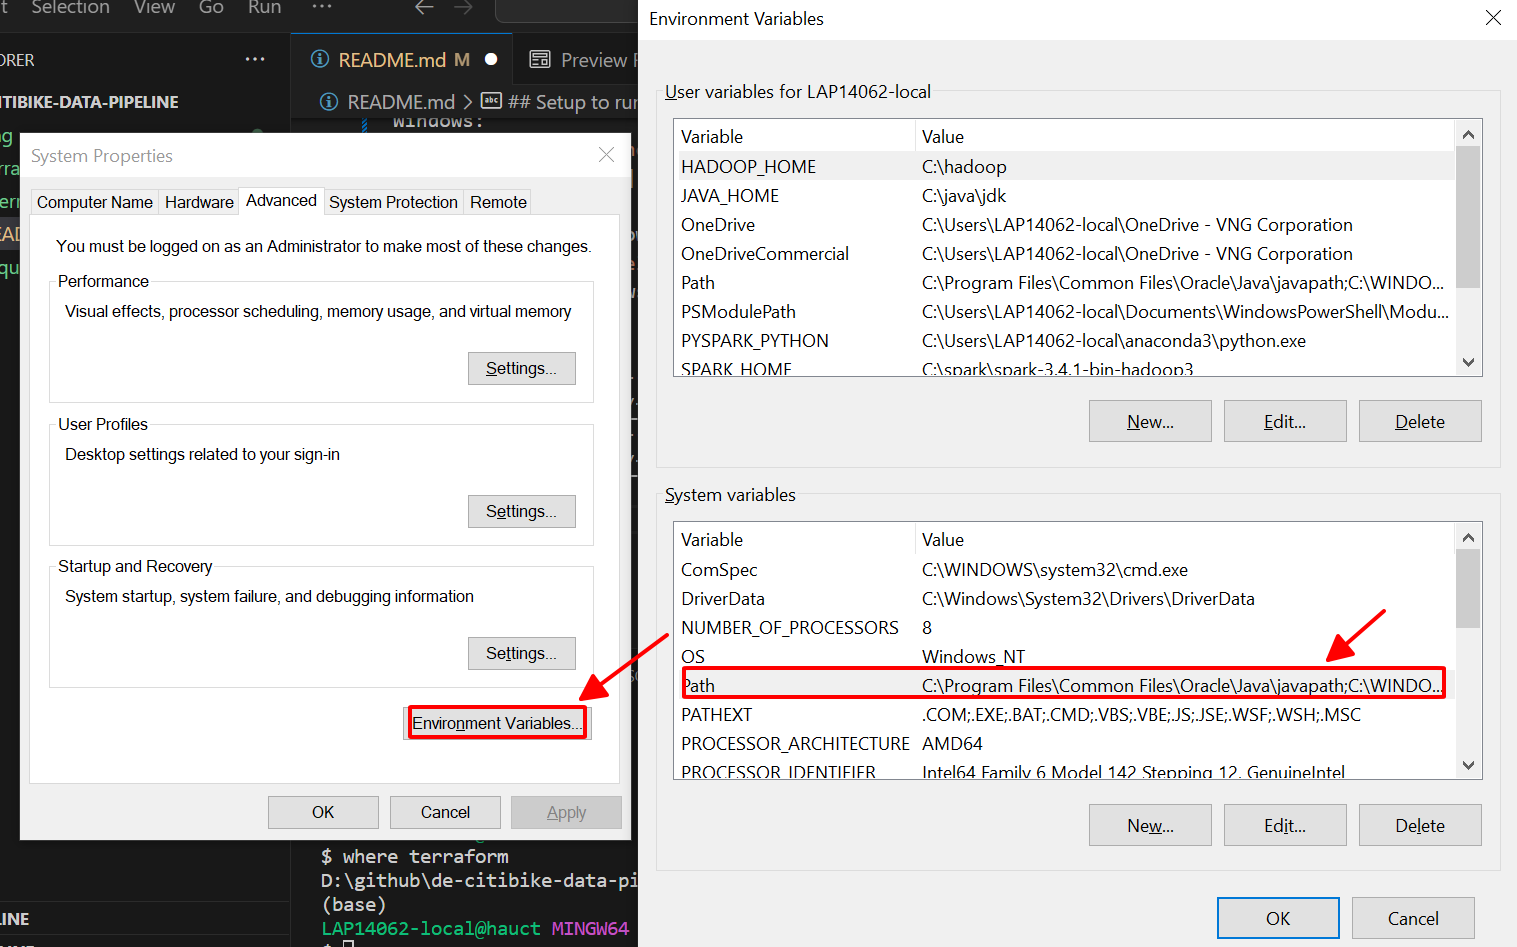 Selection View Go Run ...
ORER ...
README.md M
Preview
ITIBIKE-DATA-PIPELINE
README.md > ## Setup to run
Windows:
System Properties
Computer Name Hardware Advanced System Protection Remote
You must be logged on as an Administrator to make most of these changes.
Performance
Visual effects, processor scheduling, memory usage, and virtual memory
Settings...
User Profiles
Desktop settings related to your sign-in
Settings...
Startup and Recovery
System startup, system failure, and debugging information
Settings...
Environment Variables...
OK Cancel Apply
$ where terraform
D:\github\de-citibike-data-pi
(base)
LAP14062-local@hauct MINGW64
$
LINE
Environment Variables
User variables for LAP14062-local
Variable Value
HADOOP_HOME C:\hadoop
JAVA_HOME C:\java\jdk
OneDrive C:\Users\LAP14062-local\OneDrive - VNG Corporation
OneDriveCommercial C:\Users\LAP14062-local\OneDrive - VNG Corporation
Path C:\Program Files\Common Files\Oracle\Java\javapath;C:\WINDO...
PSModulePath C:\Users\LAP14062-local\Documents\WindowsPowerShell\Modu...
PYSPARK_PYTHON C:\Users\LAP14062-local\anaconda3\python.exe
SPARK_HOME C:\spark\spark-3.4.1-bin-hadoop3
New... Edit... Delete
System variables
Variable Value
ComSpec C:\WINDOWS\system32\cmd.exe
DriverData C:\Windows\System32\Drivers\DriverData
NUMBER_OF_PROCESSORS 8
OS Windows_NT
Path C:\Program Files\Common Files\Oracle\Java\javapath;C:\WINDO...
PATHEXT .COM;.EXE;.BAT;.CMD;.VBS;.VBE;.JS;.JSE;.WSF;.WSH;.MSC
PROCESSOR_ARCHITECTURE AMD64
PROCESSOR_IDENTIFIER Intel64 Family 6 Model 142 Stepping 12, GenuineIntel
New... Edit... Delete
OK Cancel